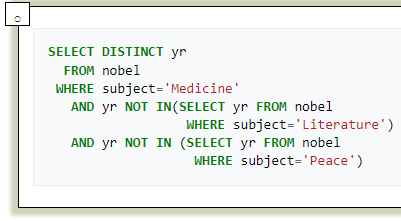 SELECT DISTINCT yr
FROM nobel
WHERE subject='Medicine'
AND yr NOT IN(SELECT yr FROM nobel
WHERE subject='Literature')
AND yr NOT IN (SELECT yr FROM nobel
WHERE subject='Peace')